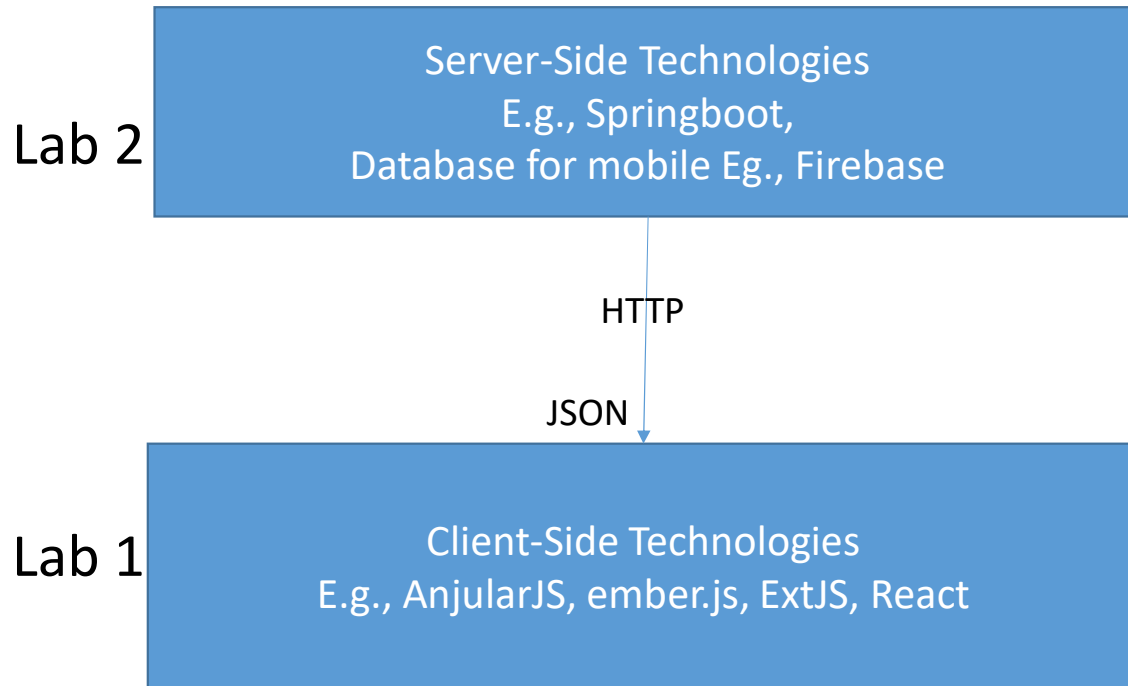 Server-Side Technologies
E.g., Springboot,
Database for mobile Eg., Firebase
Lab 2
HTTP
JSON
Client-Side Technologies
E.g., AnjularJS, ember.js, ExtJS, React
Lab 1